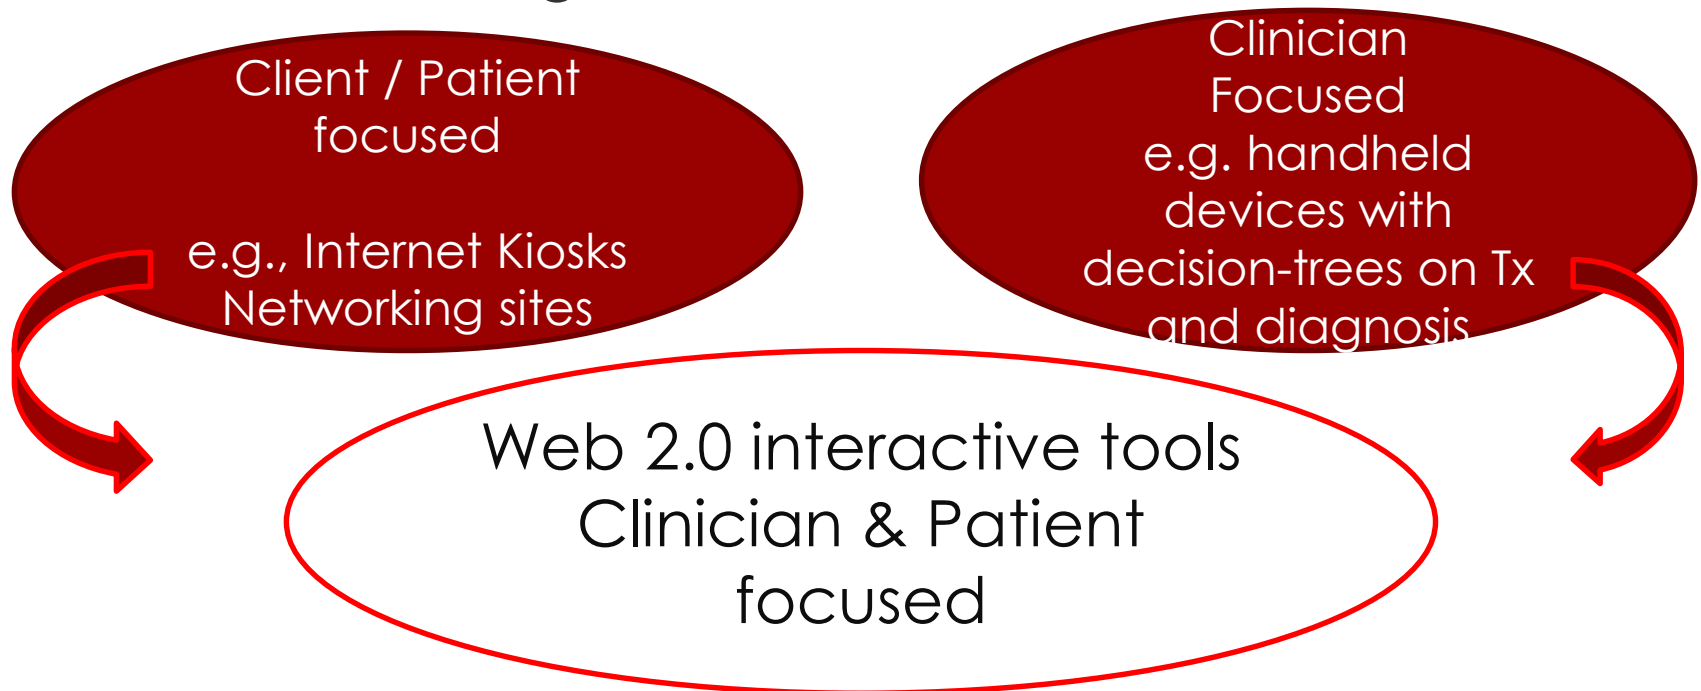 Client / Patient
focused
e.g., Internet Kiosks
Networking sites
Clinician
Focused
e.g. handheld
devices with
decision-trees on Tx
and diagnosis
Web 2.0 interactive tools
Clinician & Patient
focused